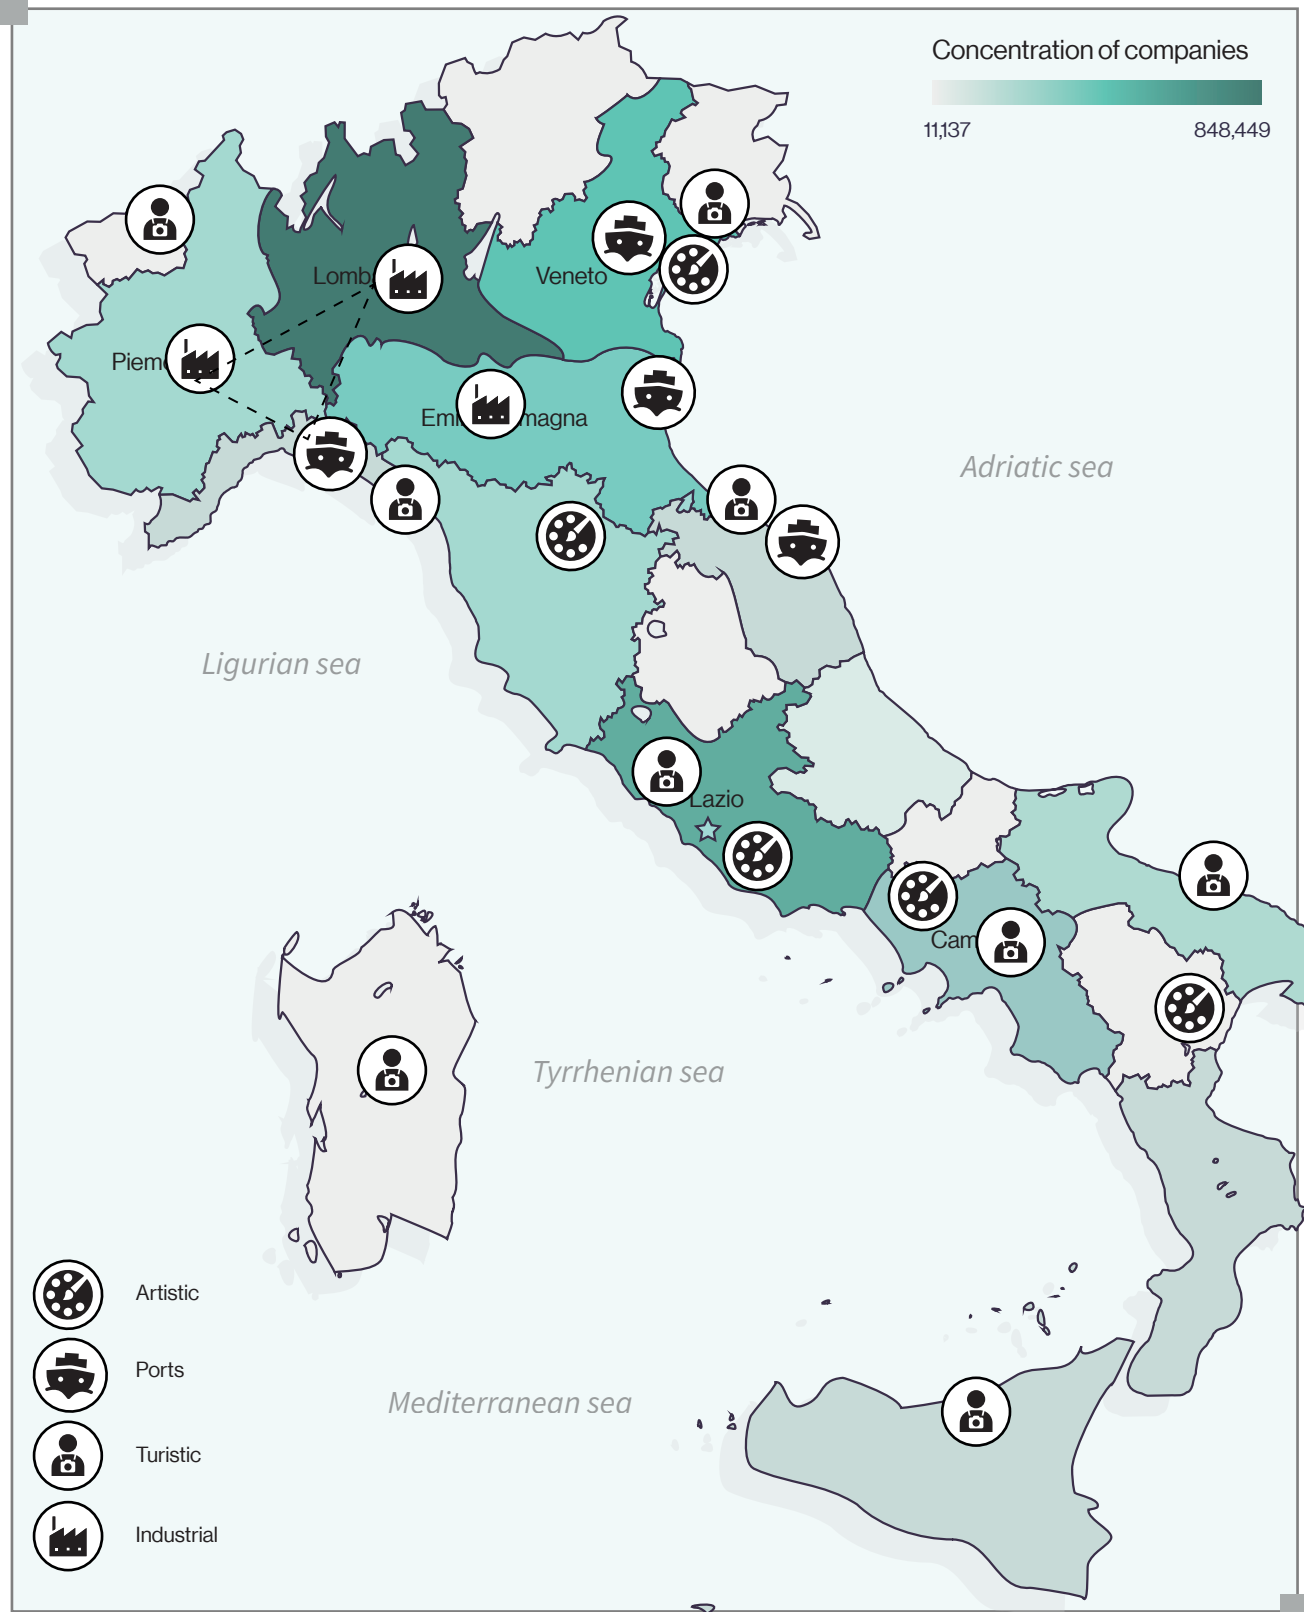 Concentration of companies
11,137
848,449
Lomb
Veneto
Piem
Em magna
Adriatic sea
Ligurian sea
Lazio
Cam
Tyrrhenian sea
Artistic
Ports
Mediterranean sea
Turistic
Industrial